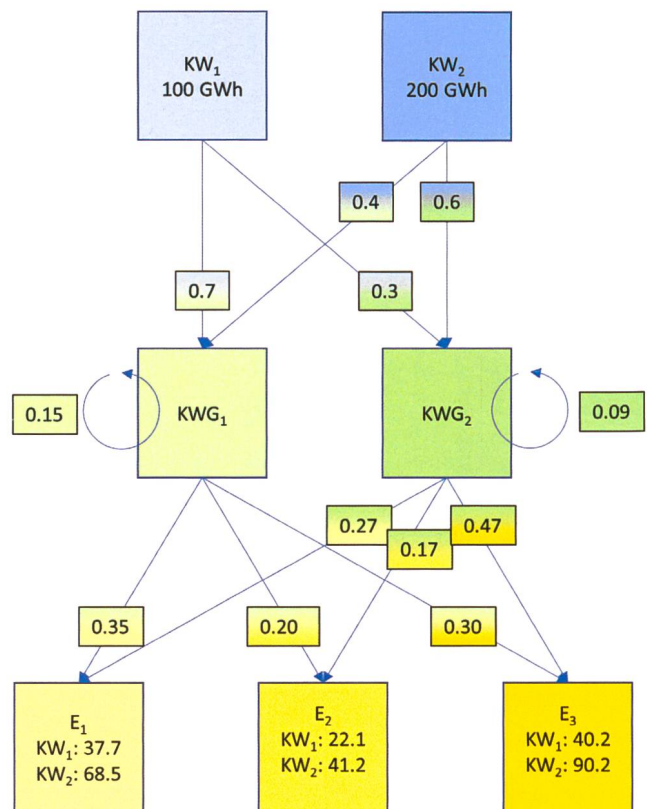 KW₁
100 GWh
KW₂
200 GWh
0.4
0.6
0.7
0.3
0.15
KWG₁
KWG₂
0.09
0.27
0.17
0.47
0.35
0.20
0.30
E₁
KW₁: 37.7
KW₂: 68.5
E₂
KW₁: 22.1
KW₂: 41.2
E₃
KW₁: 40.2
KW₂: 90.2